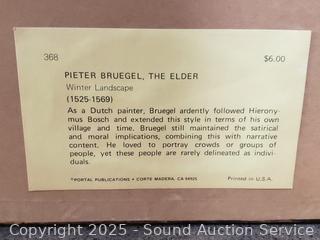 368 $6.00
PIETER BRUEGEL, THE ELDER
Winter Landscape
(1525-1569)
As a Dutch painter, Bruegel ardently followed Hierony-
mus Bosch and extended this style in terms of his own
village and time. Bruegel still maintained the satirical
and moral implications, combining this with narrative
content. He loved to portray crowds or groups of
people, yet these people are rarely delineated as indivi-
duals.
©PORTAL PUBLICATIONS • CORTE MADERA, CA 94925 Printed in U.S.A.
Copyright 2025 - Sound Auction Service